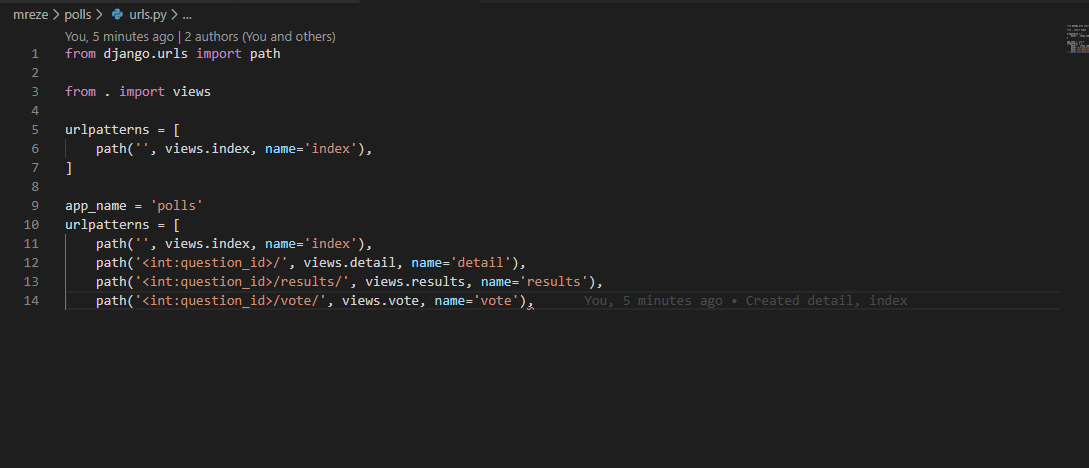 mreze > polls > urls.py > ...
You, 5 minutes ago | 2 authors (You and others)
1 from django.urls import path
2
3 from . import views
4
5 urlpatterns = [
6     path('', views.index, name='index'),
7 ]
8
9 app_name = 'polls'
10 urlpatterns = [
11     path('', views.index, name='index'),
12     path('<int:question_id>/', views.detail, name='detail'),
13     path('<int:question_id>/results/', views.results, name='results'),
14     path('<int:question_id>/vote/', views.vote, name='vote'), You, 5 minutes ago • Created detail, index